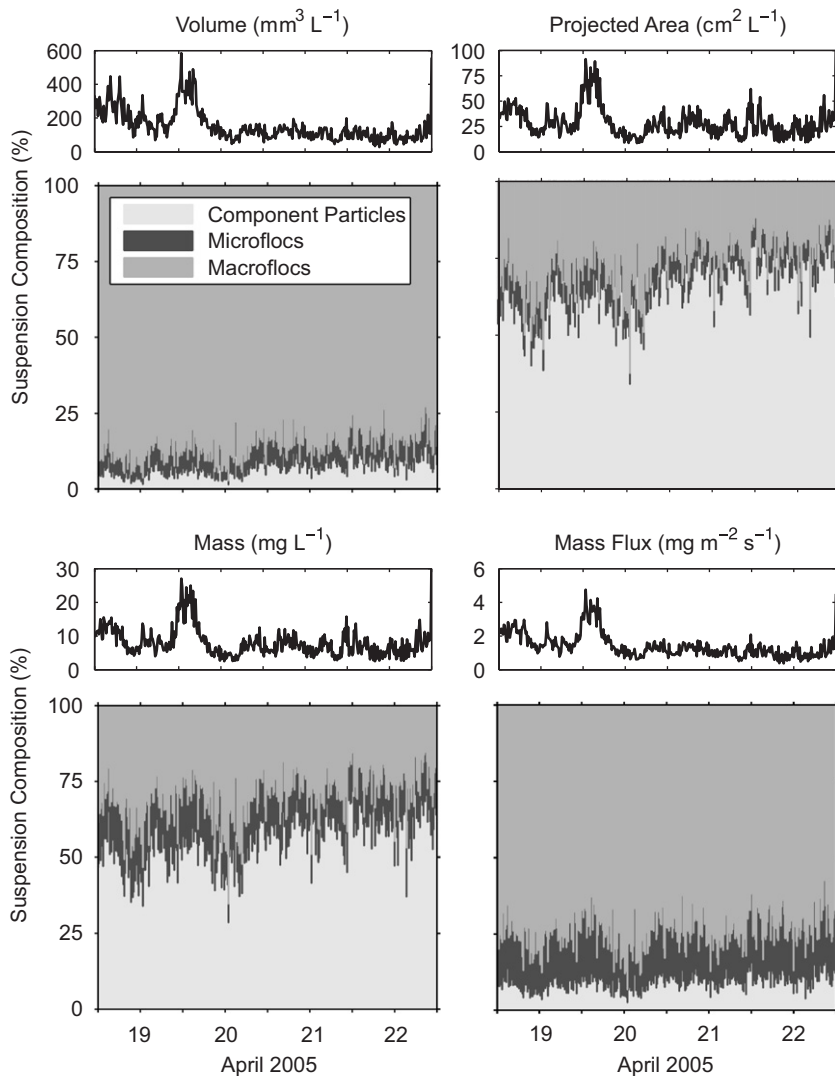 Volume (mm³ L⁻¹)
600
400
200
0
Projected Area (cm² L⁻¹)
100
75
50
25
0
Suspension Composition (%)
100
75
50
25
0
Component Particles
Microflocs
Macroflocs
Mass (mg L⁻¹)
30
20
10
0
Mass Flux (mg m⁻² s⁻¹)
6
4
2
0
Suspension Composition (%)
100
75
50
25
0
19 20 21 22
April 2005
19 20 21 22
April 2005